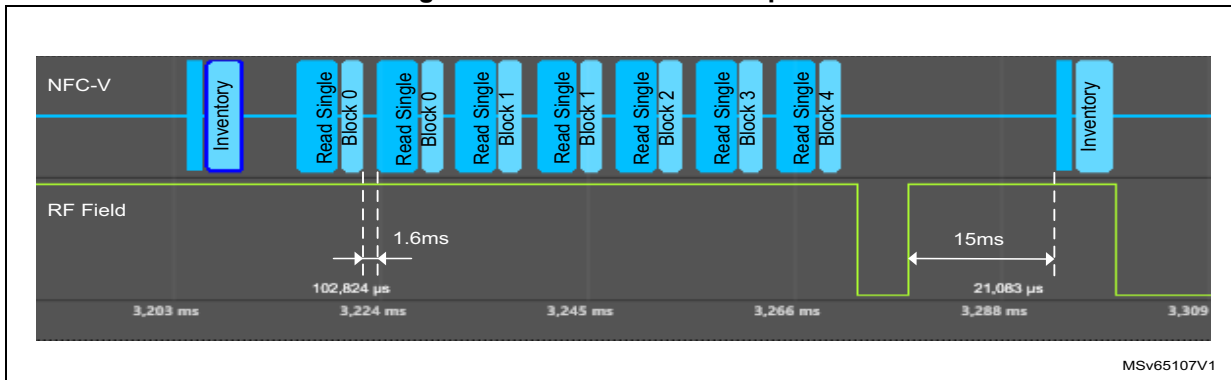 NFC-V
Inventory
Read Single
Block 0
Read Single
Block 0
Read Single
Block 1
Read Single
Block 1
Read Single
Block 2
Read Single
Block 3
Read Single
Block 4
Inventory
RF Field
1.6ms
15ms
102,824 µs
21,083 µs
3,203 ms
3,224 ms
3,245 ms
3,266 ms
3,288 ms
3,309
MSv65107V1